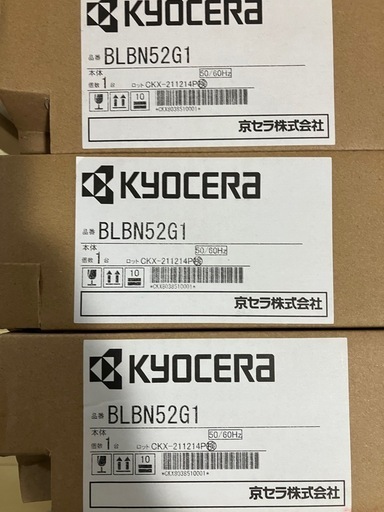 KYOCERA
品番 BLBN52G1
本体 50/60Hz
個数 1台 ロット CKX-211214P
10
*CKX8038510001*
京セラ株式会社
KYOCERA
品番 BLBN52G1
本体 50/60Hz
個数 1台 ロット CKX-211214P
10
*CKX8038510001*
京セラ株式会社
KYOCERA
品番 BLBN52G1
本体 50/60Hz
個数 1台 ロット CKX-211214P
10
*CKX8038510001*
京セラ株式会社